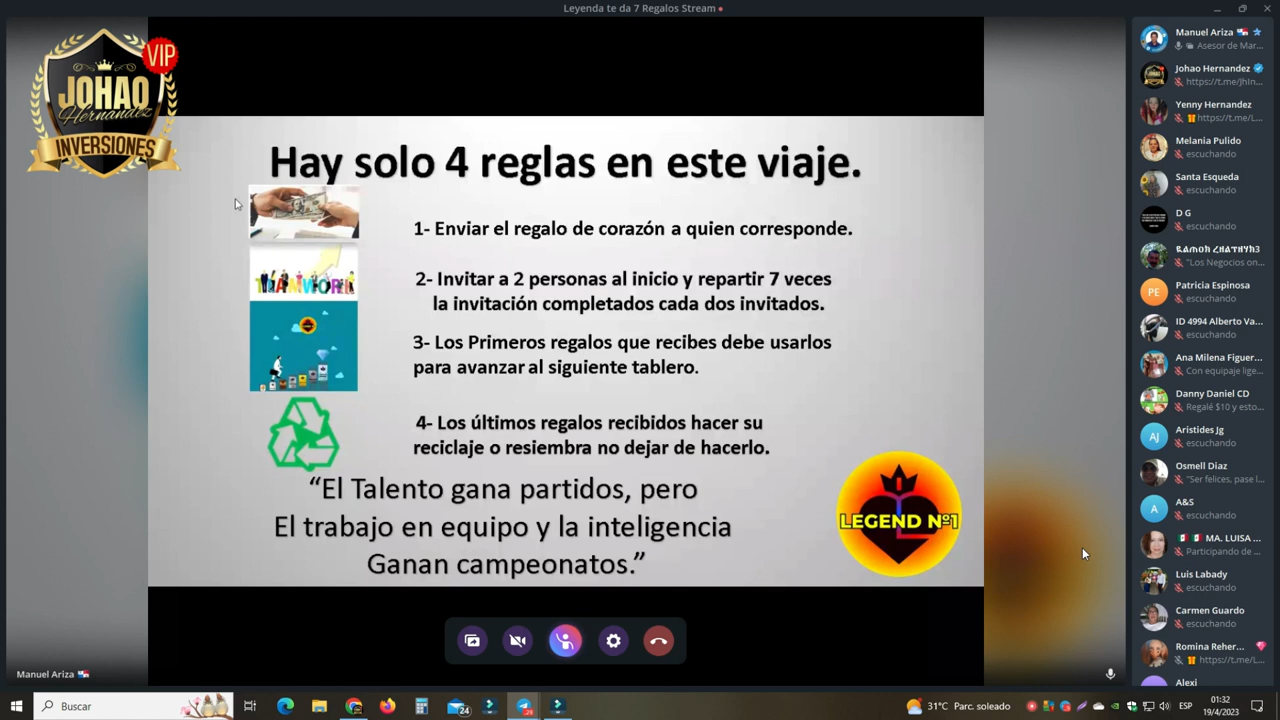 Leyenda te da 7 Regalos Stream
VIP
JOHAO
Hernandez
INVERSIONES
Hay solo 4 reglas en este viaje.
1- Enviar el regalo de corazón a quien corresponde.
TEAMWORK
2- Invitar a 2 personas al inicio y repartir 7 veces
la invitación completados cada dos invitados.
3- Los Primeros regalos que recibes debe usarlos
para avanzar al siguiente tablero.
4- Los últimos regalos recibidos hacer su
reciclaje o resiembra no dejar de hacerlo.
“El Talento gana partidos, pero
El trabajo en equipo y la inteligencia
Ganan campeonatos.”
LEGEND Nº1
Manuel Ariza
Manuel Ariza
Asesor de Mar...
Johao Hernandez
https://t.me/JhIn...
Yenny Hernandez
https://t.me/L...
Melania Pulido
escuchando
Santa Esqueda
escuchando
D G
escuchando
"Los Negocios on...
PE
Patricia Espinosa
escuchando
ID 4994 Alberto Va...
escuchando
Ana Milena Figuer...
Con equipaje lige...
Danny Daniel CD
Regalé $10 y esto...
AJ
Aristides Jg
escuchando
Osmell Diaz
"Ser felices, pase l...
A
A&S
escuchando
MA. LUISA ...
Participando de ...
Luis Labady
escuchando
Carmen Guardo
escuchando
Romina Reher...
https://t.me/L...
Alexi
Buscar
24
31°C Parc. soleado
ESP
01:32
19/4/2023